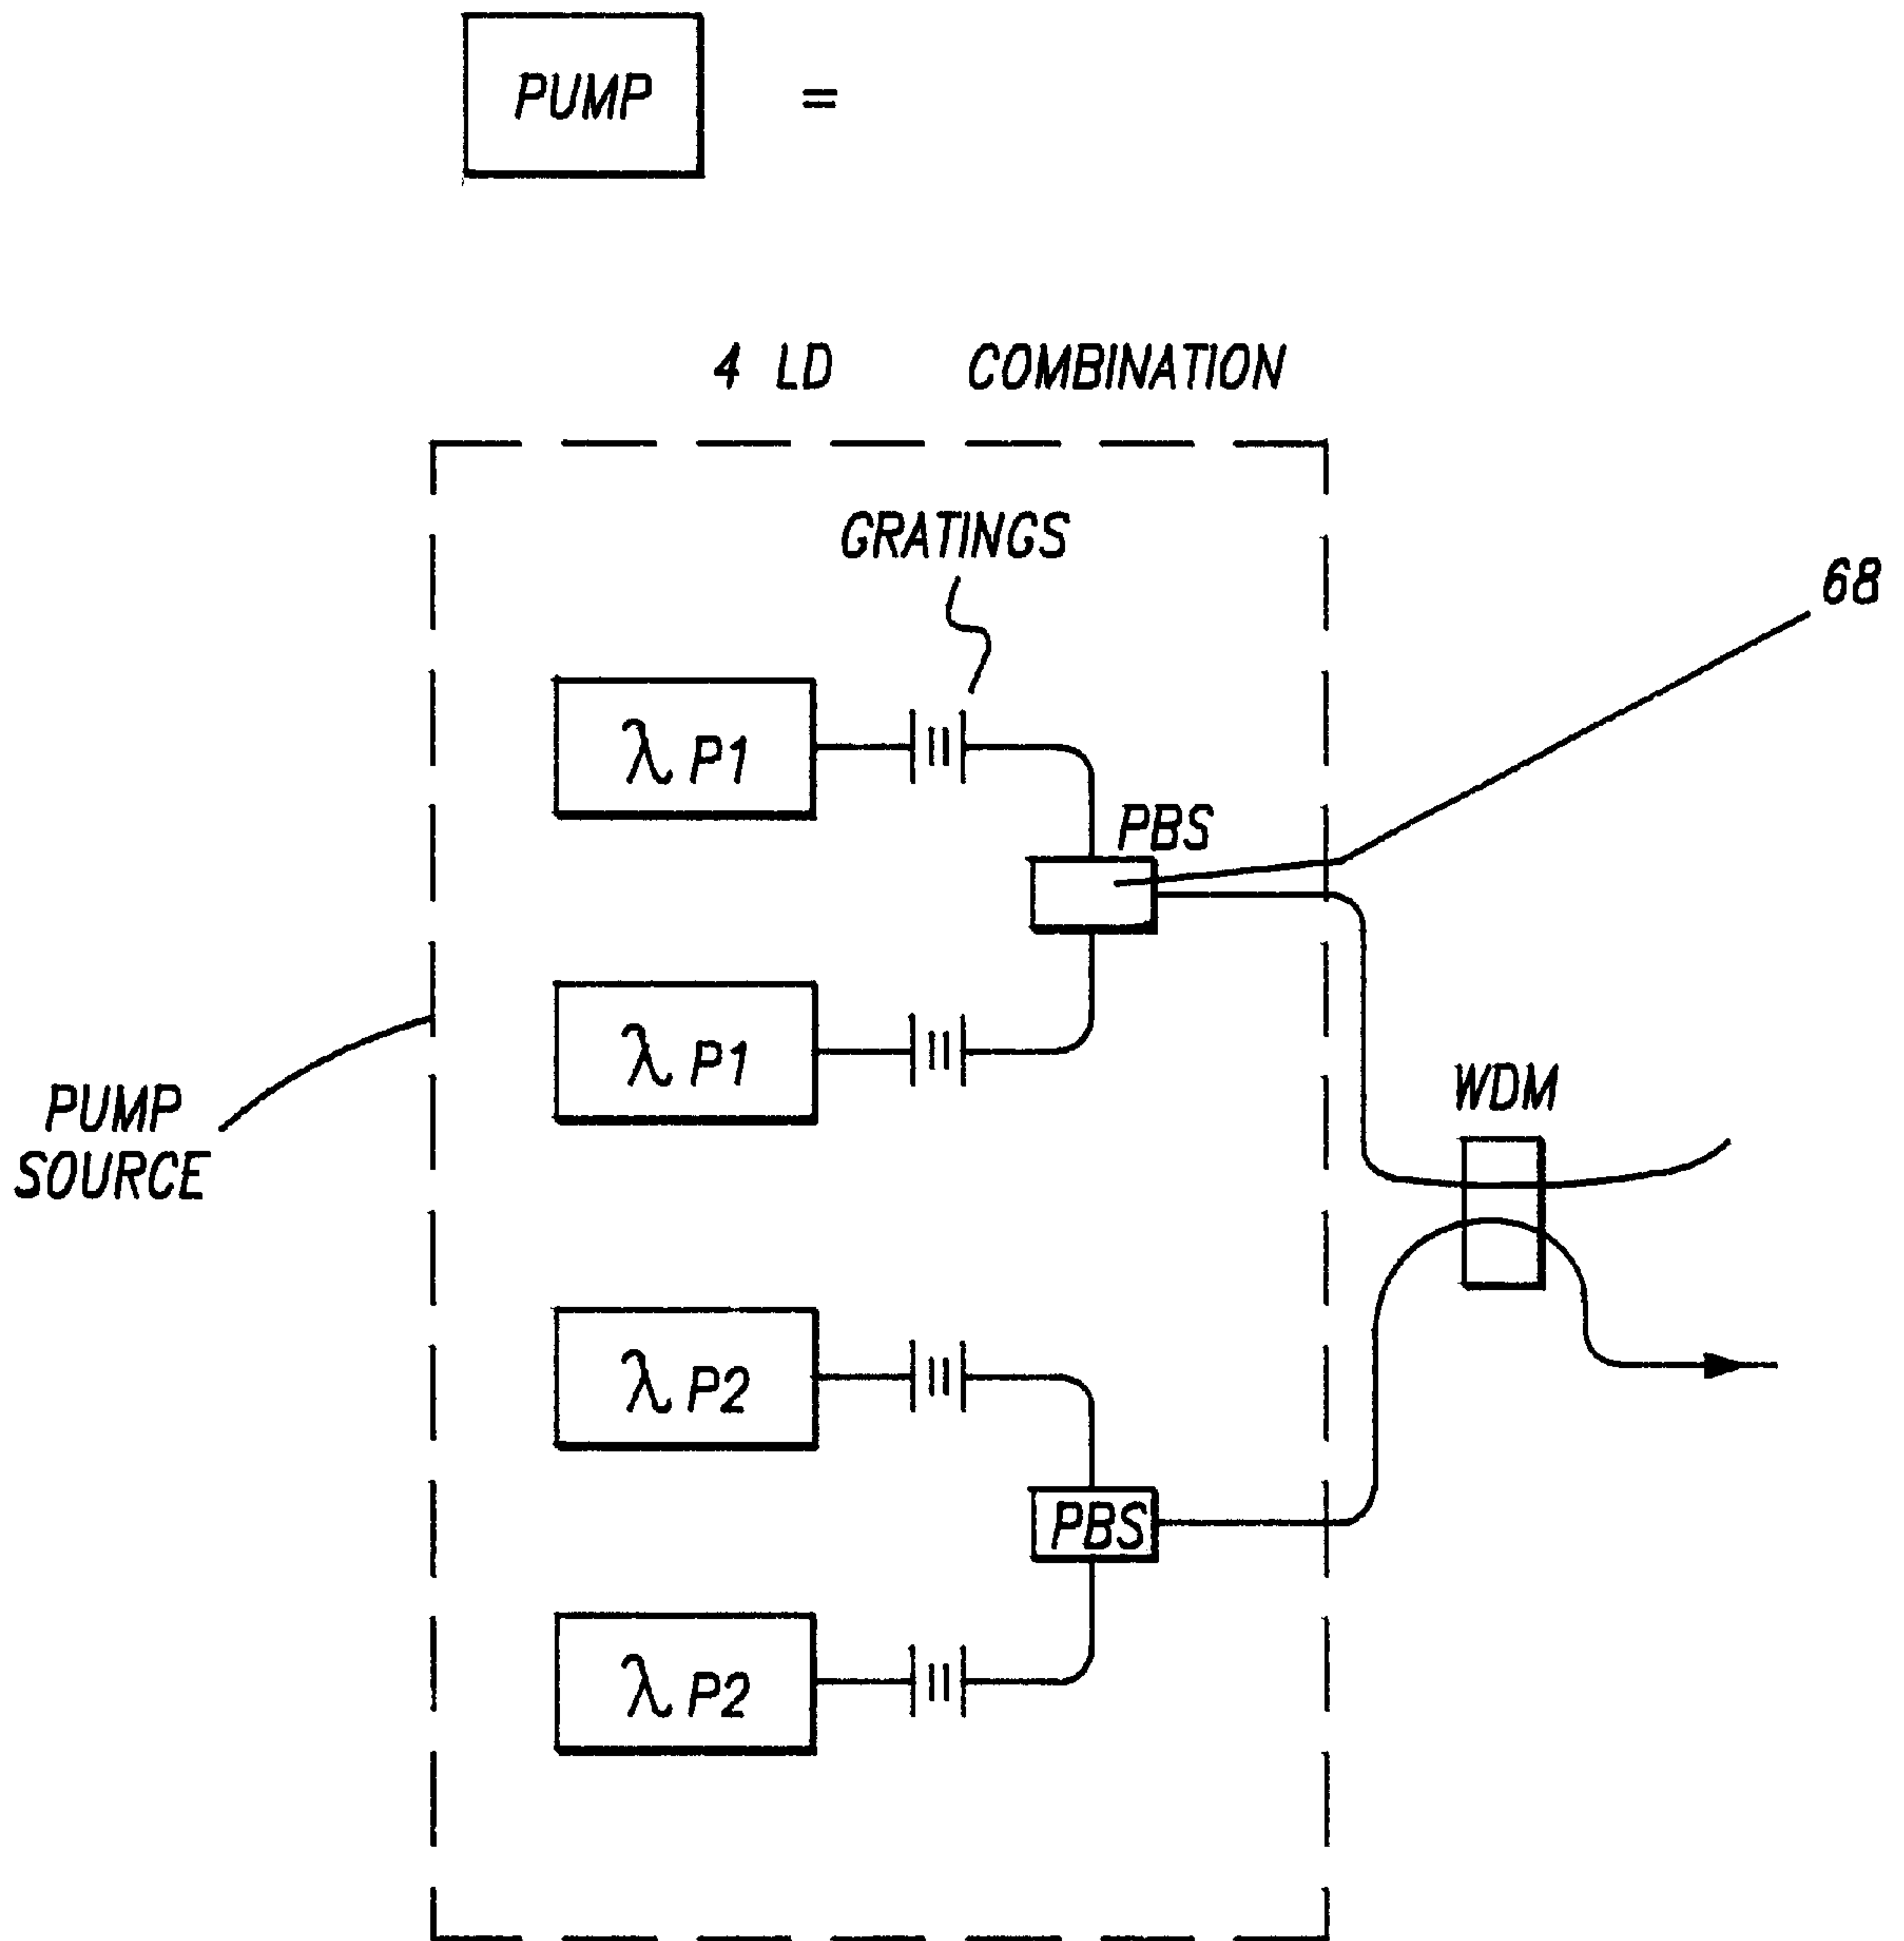 PUMP =
4 LD COMBINATION
GRATINGS
68
λ P1
PBS
λ P1
PUMP
SOURCE
WDM
λ P2
PBS
λ P2